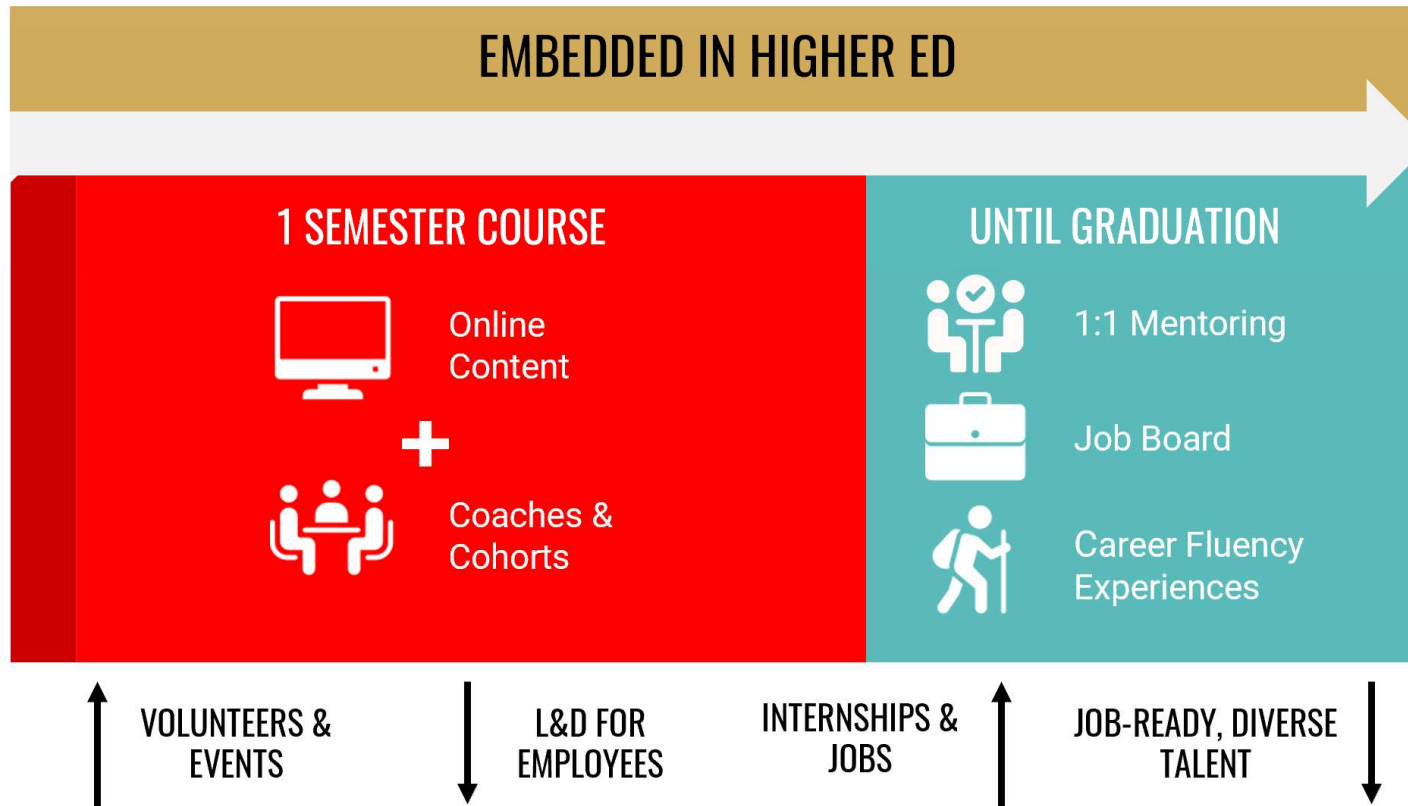 EMBEDDED IN HIGHER ED
1 SEMESTER COURSE
Online
Content
Coaches &
Cohorts
UNTIL GRADUATION
1:1 Mentoring
Job Board
Career Fluency
Experiences
VOLUNTEERS &
EVENTS
L&D FOR
EMPLOYEES
INTERNSHIPS &
JOBS
JOB-READY, DIVERSE
TALENT